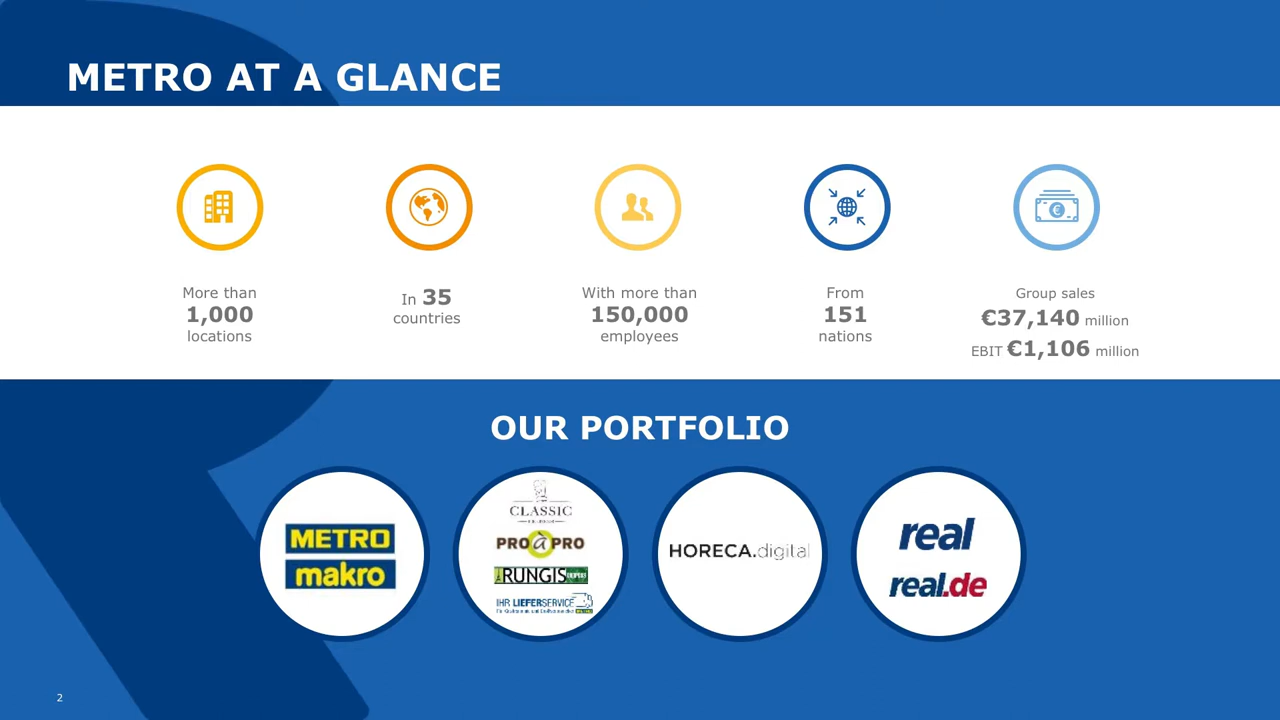 METRO AT A GLANCE
More than
1,000
locations
In 35
countries
With more than
150,000
employees
From
151
nations
Group sales
€37,140 million
EBIT €1,106 million
OUR PORTFOLIO
METRO
makro
CLASSIC
PRO à PRO
RUNGIS
IHR LIEFERSERVICE
HORECA.digital
real
real.de
2